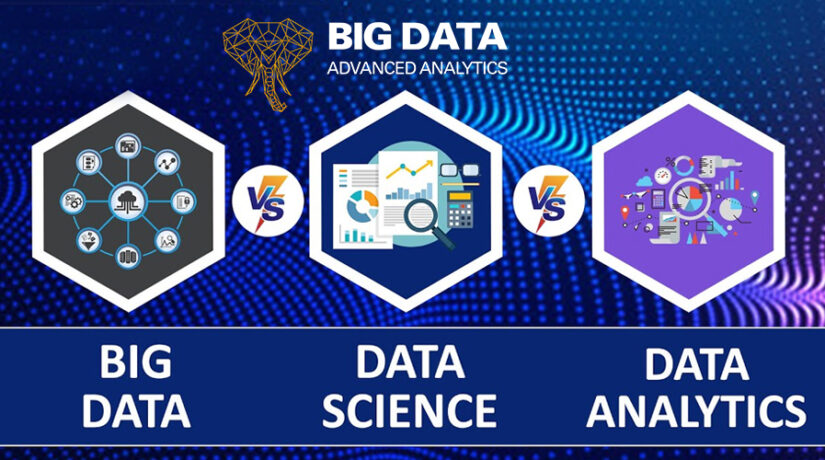 BIG DATA
ADVANCED ANALYTICS
VS
VS
BIG
DATA
DATA
SCIENCE
DATA
ANALYTICS